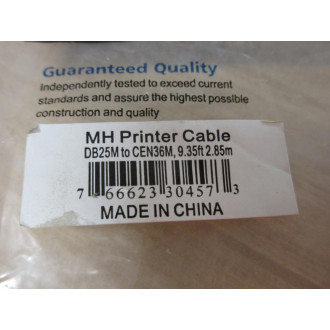 Guaranteed Quality
Independently tested to exceed current
standards and assure the highest possible
construction and quality
MH Printer Cable
DB25M to CEN36M, 9.35ft 2.85m
7 66623 30457 3
MADE IN CHINA